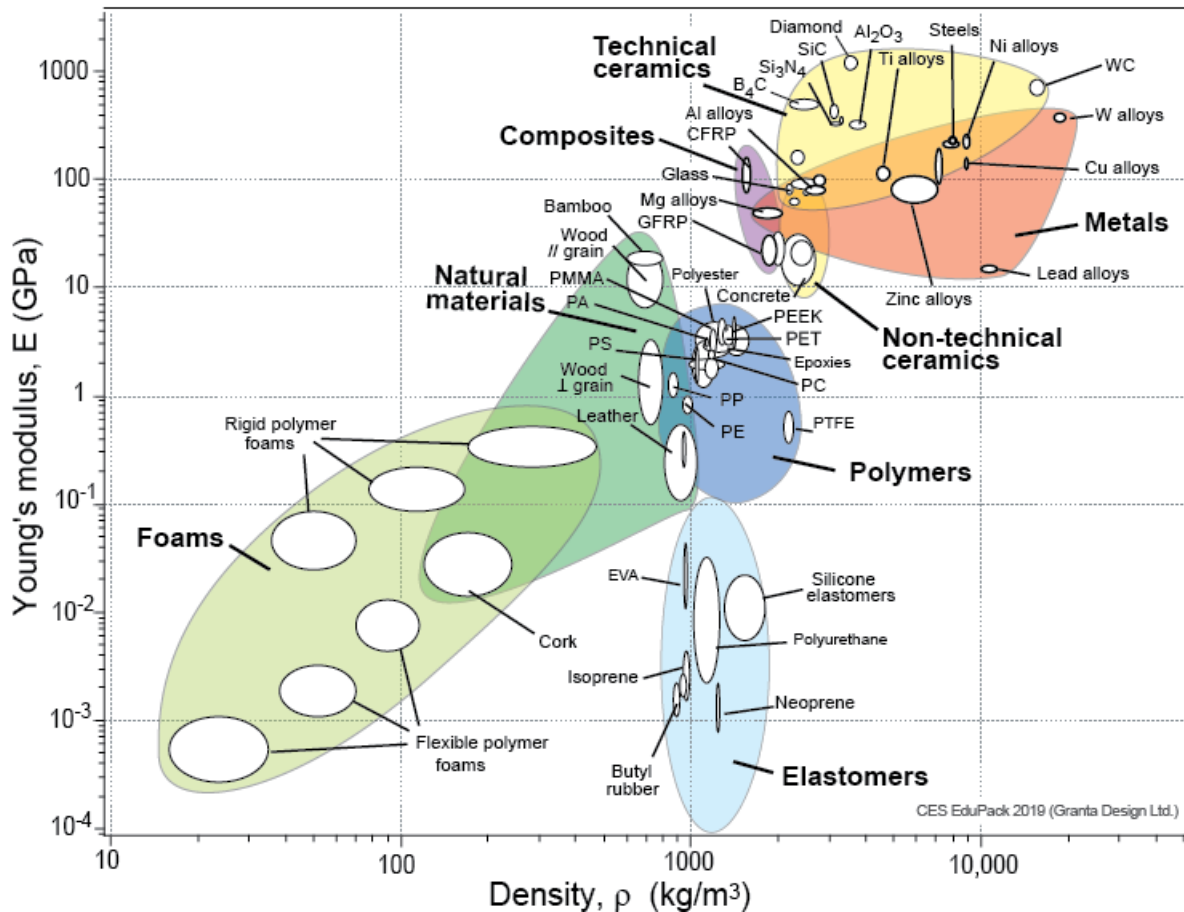 Young's modulus, E (GPa)
1000
100
10
1
10-1
10-2
10-3
10-4
10
100
1000
10,000
Density, ρ (kg/m3)
Technical
ceramics
Composites
Natural
materials
Foams
Metals
Non-technical
ceramics
Polymers
Elastomers
Diamond
SiC
Si3N4
B4C
Al2O3
Steels
Ni alloys
Ti alloys
WC
W alloys
Al alloys
CFRP
Glass
Mg alloys
GFRP
Cu alloys
Lead alloys
Zinc alloys
Bamboo
Wood
// grain
PMMA
PA
PS
Wood
⊥ grain
Leather
Polyester
Concrete
PEEK
PET
Epoxies
PC
PP
PE
PTFE
Rigid polymer
foams
Cork
Flexible polymer
foams
EVA
Silicone
elastomers
Polyurethane
Isoprene
Neoprene
Butyl
rubber
CES EduPack 2019 (Granta Design Ltd.)